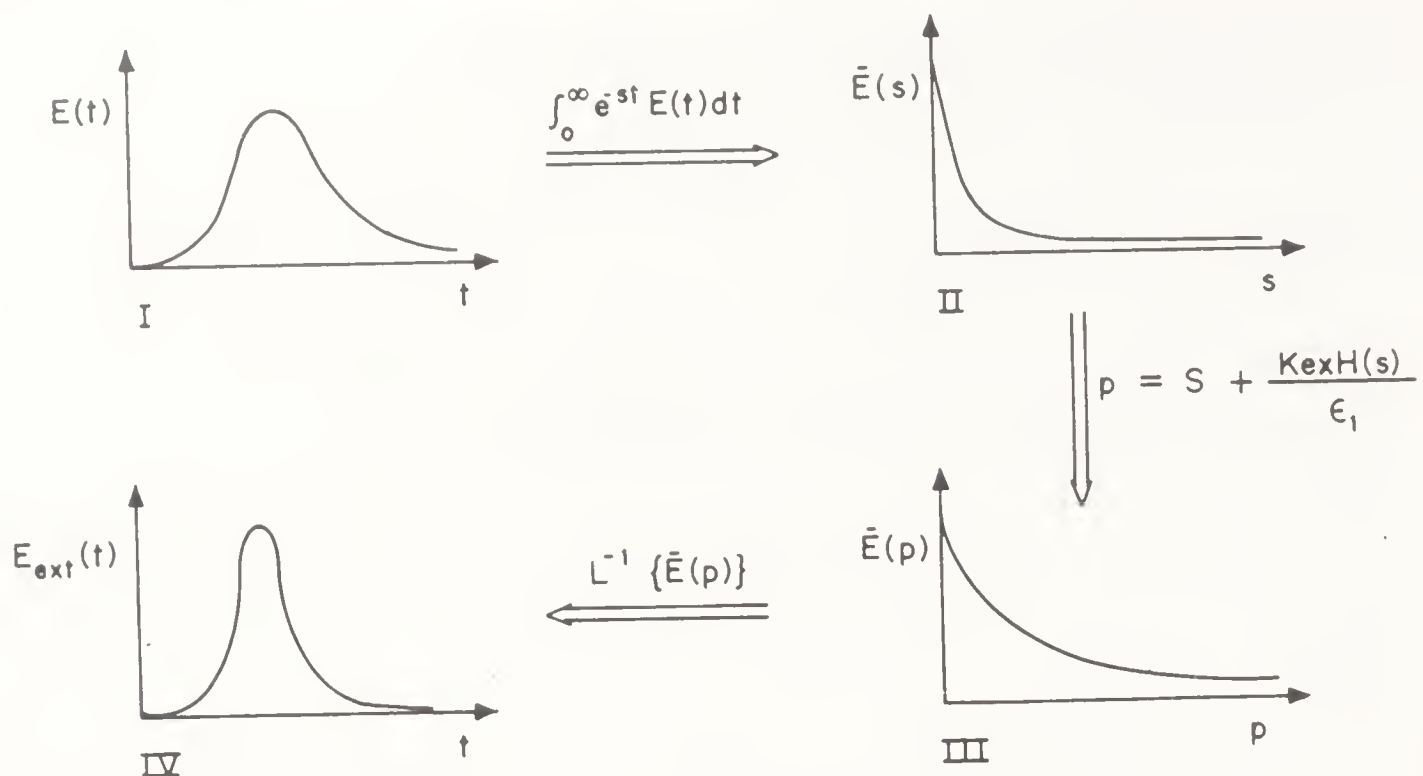 E(t)
t
I
∫₀^∞ e^-st E(t)dt
Ē(s)
s
II
p = S + KexH(s)/ϵ₁
Ē(p)
p
III
L⁻¹ {Ē(p)}
E_ext(t)
t
IV